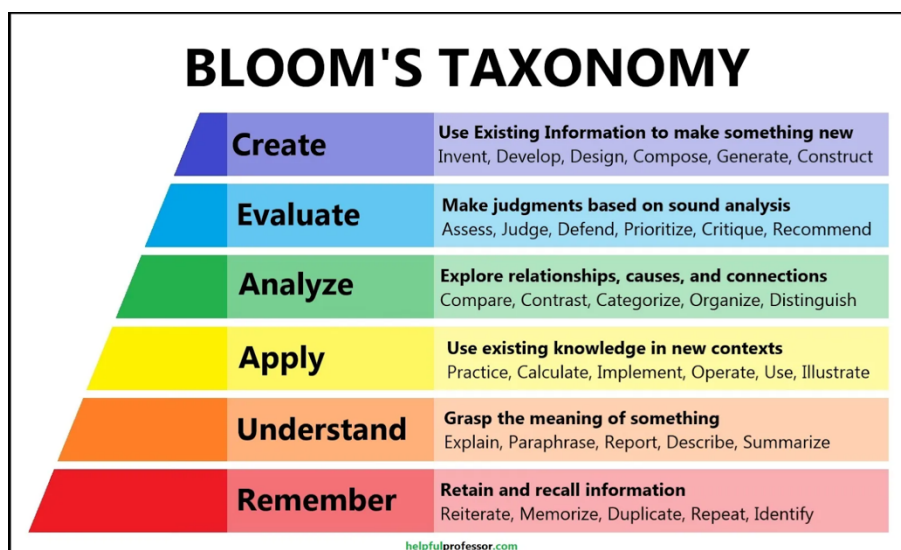 BLOOM'S TAXONOMY
Create
Use Existing Information to make something new
Invent, Develop, Design, Compose, Generate, Construct
Evaluate
Make judgments based on sound analysis
Assess, Judge, Defend, Prioritize, Critique, Recommend
Analyze
Explore relationships, causes, and connections
Compare, Contrast, Categorize, Organize, Distinguish
Apply
Use existing knowledge in new contexts
Practice, Calculate, Implement, Operate, Use, Illustrate
Understand
Grasp the meaning of something
Explain, Paraphrase, Report, Describe, Summarize
Remember
Retain and recall information
Reiterate, Memorize, Duplicate, Repeat, Identify
helpfulprofessor.com